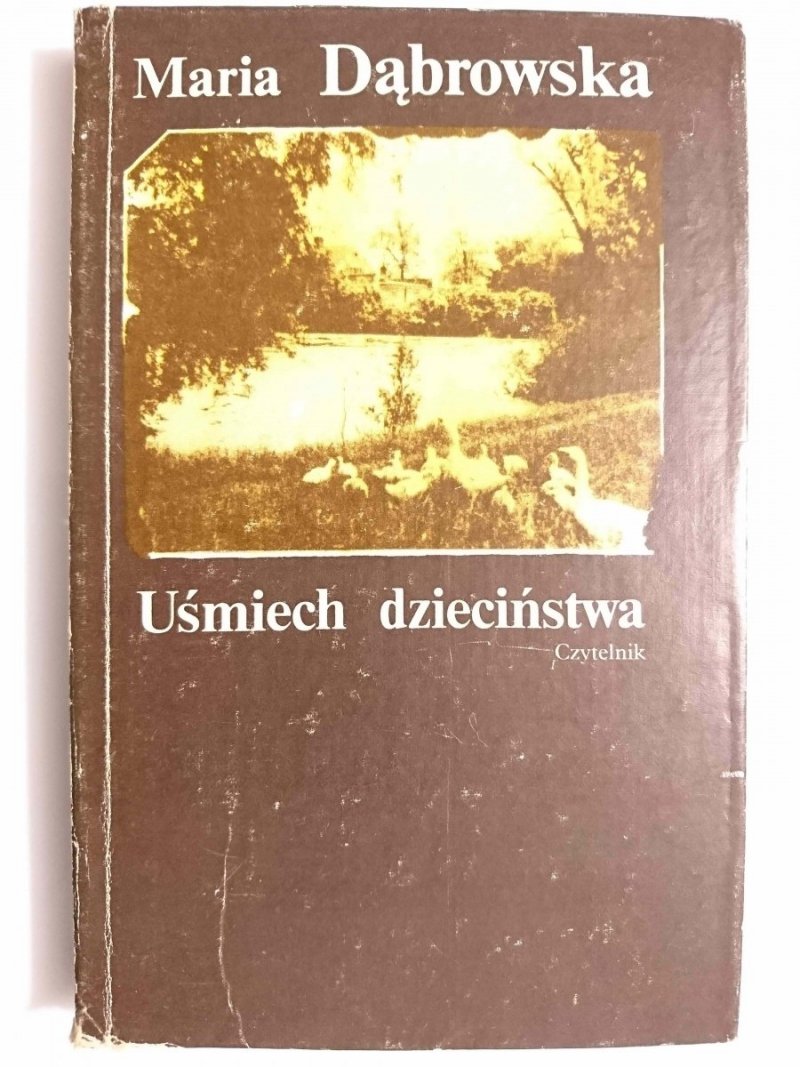 Maria Dąbrowska
Uśmiech dzieciństwa
Czytelnik